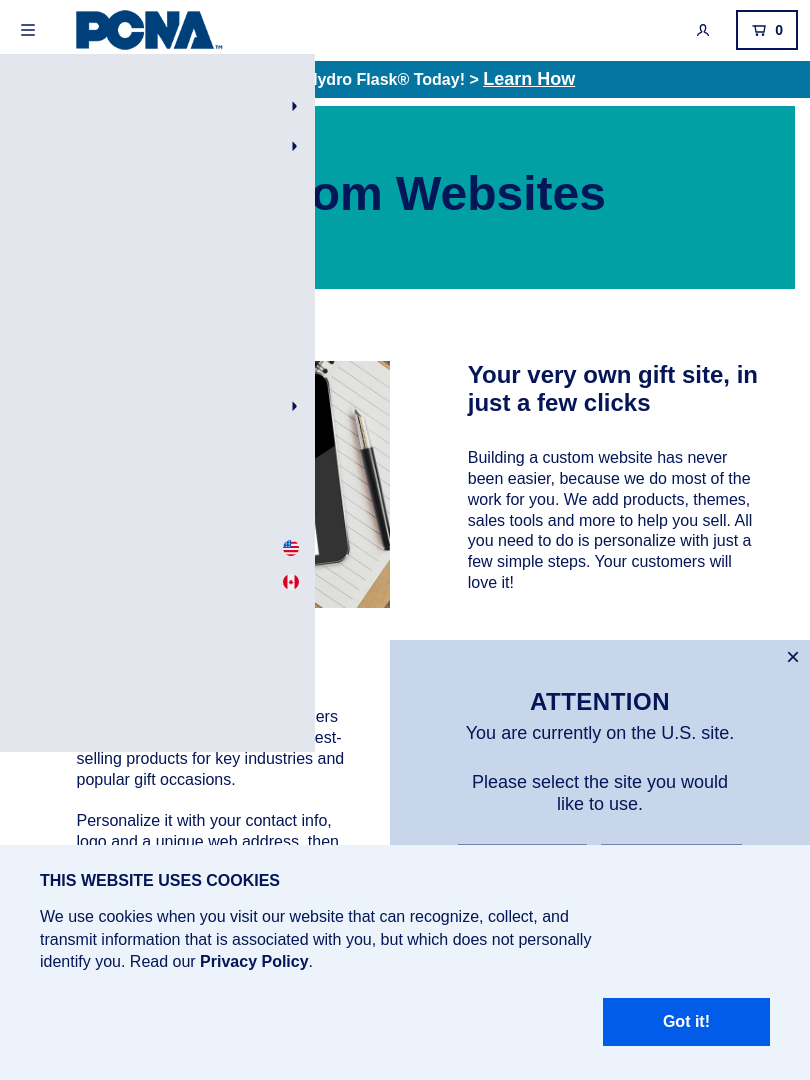 PCNA™
0
Hydro Flask® Today! > Learn How
om Websites
Your very own gift site, in
just a few clicks
Building a custom website has never
been easier, because we do most of the
work for you. We add products, themes,
sales tools and more to help you sell. All
you need to do is personalize with just a
few simple steps. Your customers will
love it!
ers
est-
selling products for key industries and
popular gift occasions.
Personalize it with your contact info,
logo and a unique web address, then
ATTENTION
You are currently on the U.S. site.
Please select the site you would
like to use.
THIS WEBSITE USES COOKIES
We use cookies when you visit our website that can recognize, collect, and
transmit information that is associated with you, but which does not personally
identify you. Read our Privacy Policy.
Got it!